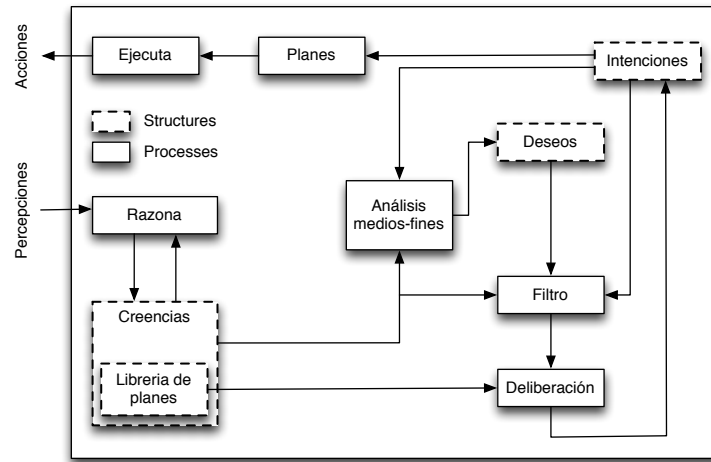 Acciones
Ejecuta
Planes
Intenciones
Structures
Processes
Deseos
Percepciones
Razona
Análisis
medios-fines
Creencias
Filtro
Libreria de
planes
Deliberación